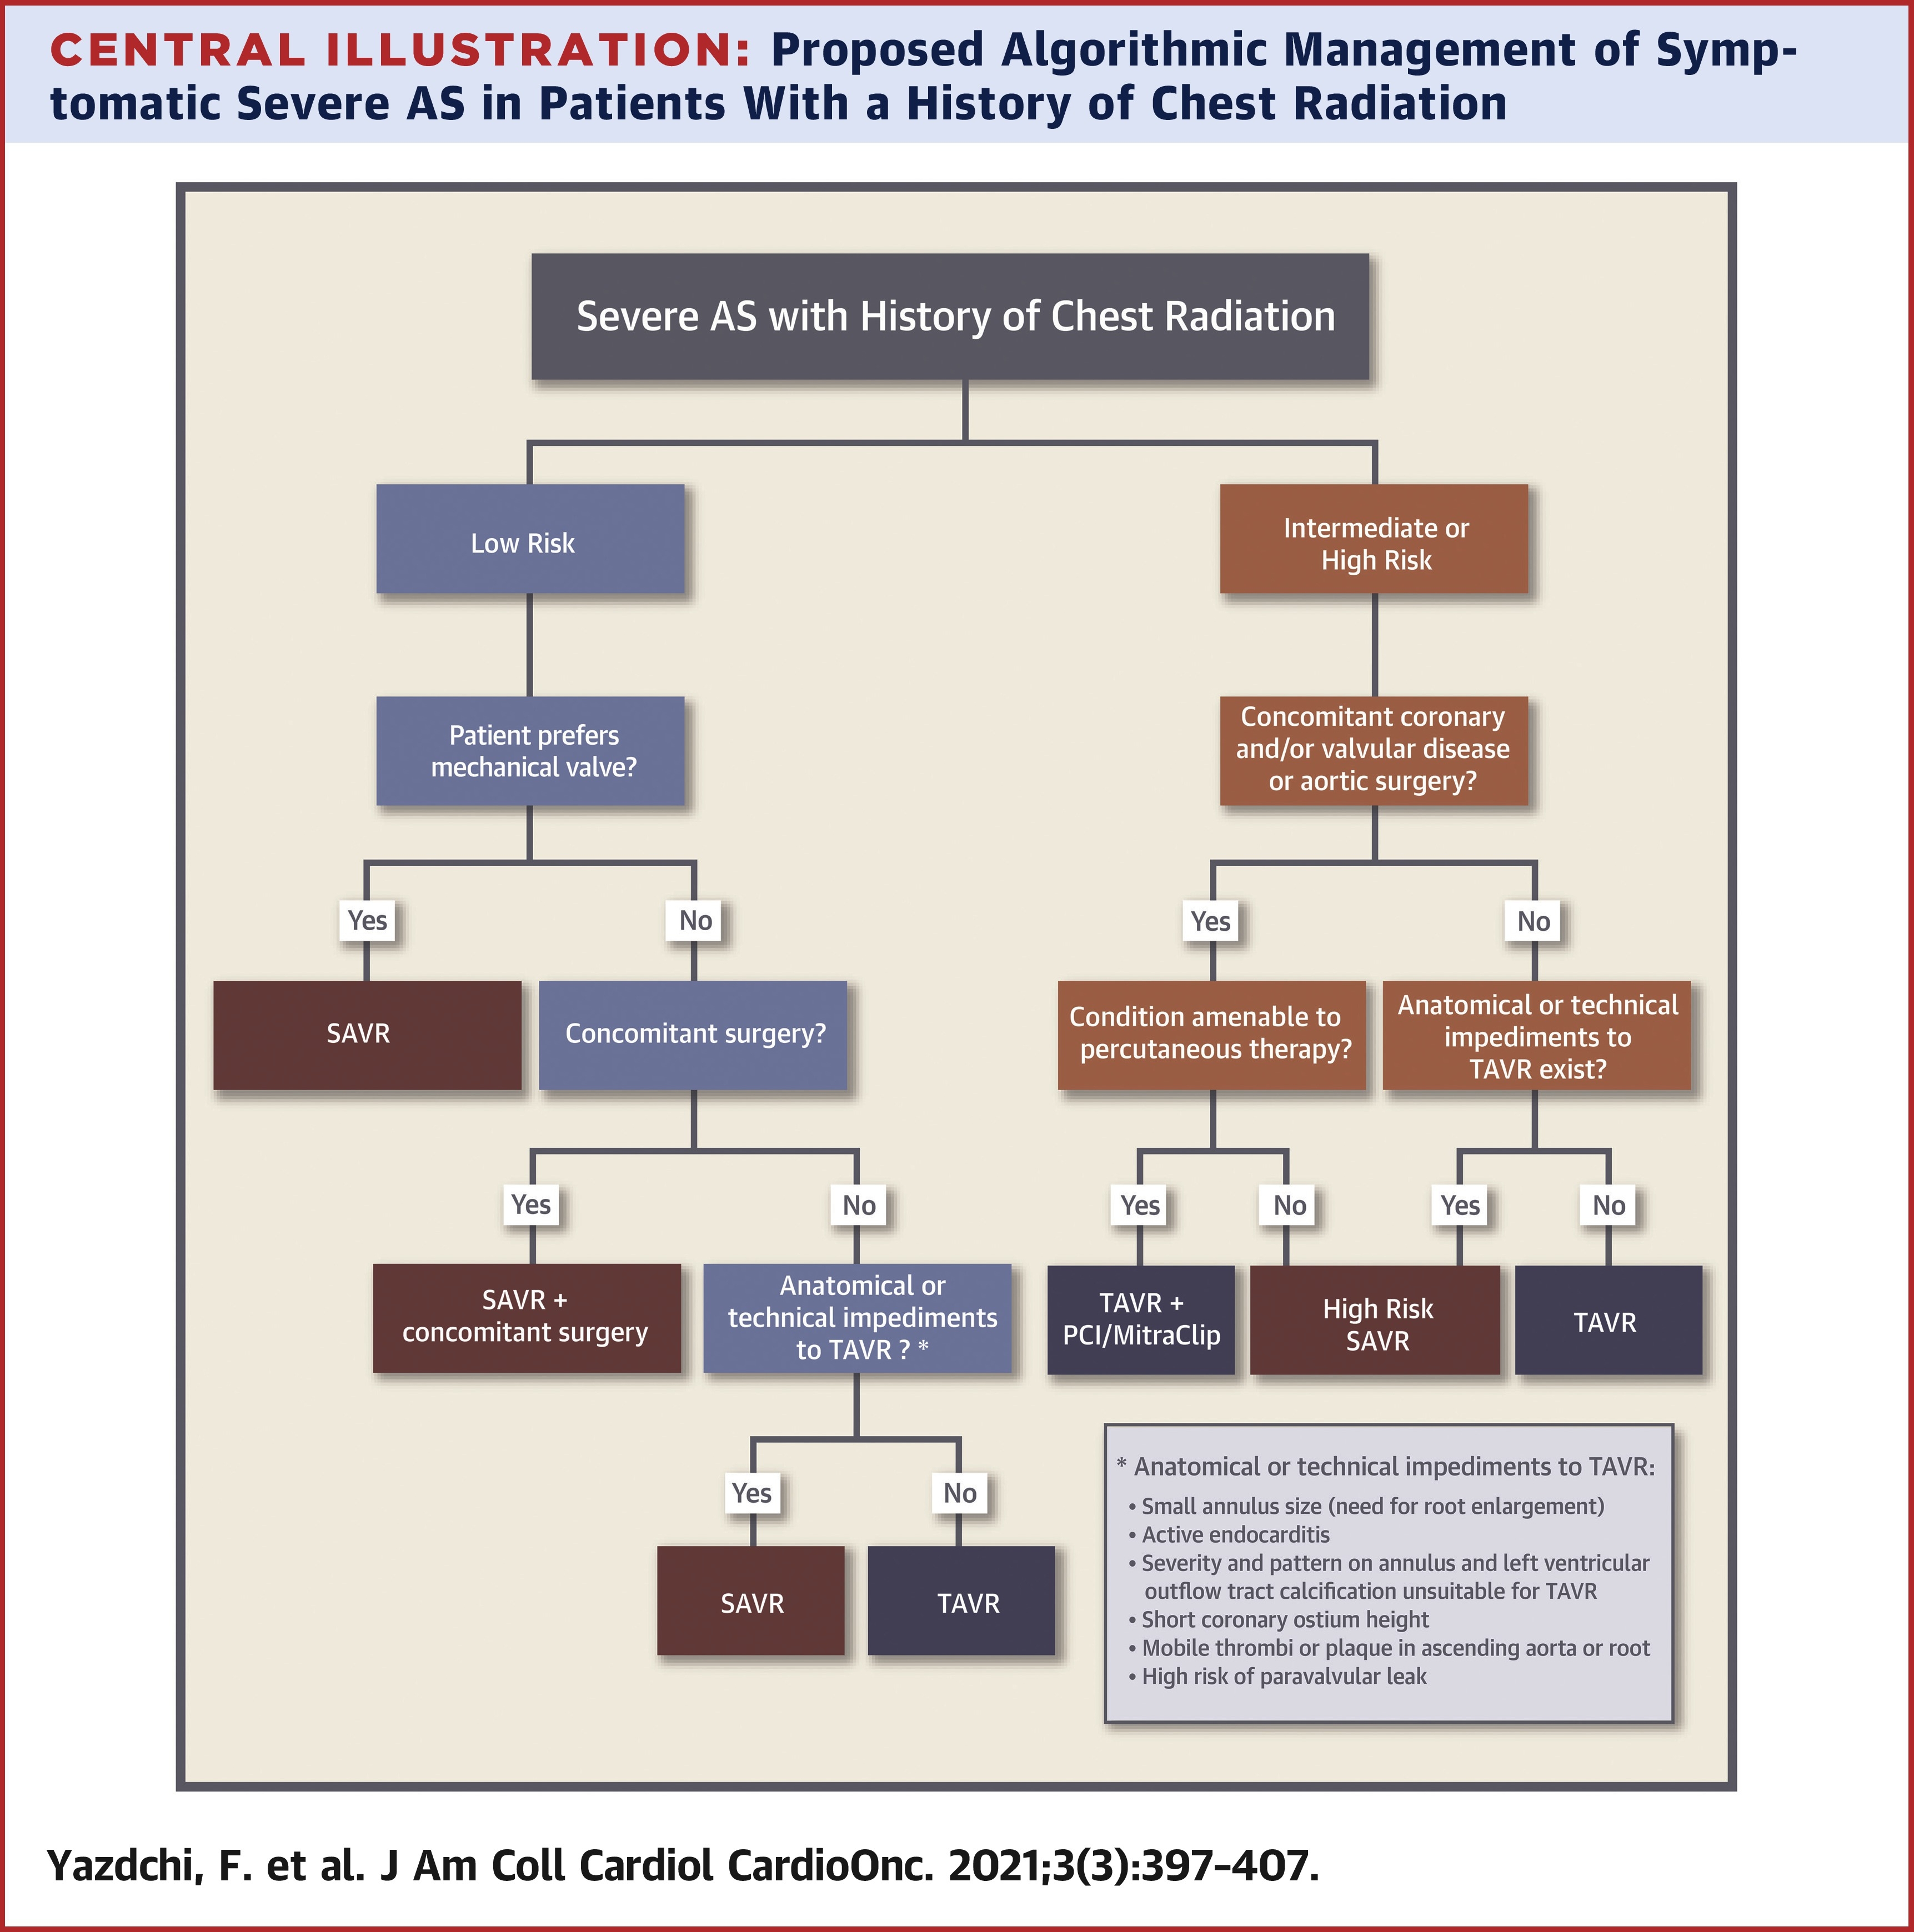 CENTRAL ILLUSTRATION: Proposed Algorithmic Management of Symp-
tomatic Severe AS in Patients With a History of Chest Radiation
Severe AS with History of Chest Radiation
Low Risk
Intermediate or
High Risk
Patient prefers
mechanical valve?
Concomitant coronary
and/or valvular disease
or aortic surgery?
Yes
No
Yes
No
SAVR
Concomitant surgery?
Condition amenable to
percutaneous therapy?
Anatomical or technical
impediments to
TAVR exist?
Yes
No
Yes
No
Yes
No
SAVR +
concomitant surgery
Anatomical or
technical impediments
to TAVR ? *
TAVR +
PCI/MitraClip
High Risk
SAVR
TAVR
Yes
No
SAVR
TAVR
* Anatomical or technical impediments to TAVR:
• Small annulus size (need for root enlargement)
• Active endocarditis
• Severity and pattern on annulus and left ventricular
outflow tract calcification unsuitable for TAVR
• Short coronary ostium height
• Mobile thrombi or plaque in ascending aorta or root
• High risk of paravalvular leak
Yazdchi, F. et al. J Am Coll Cardiol CardioOnc. 2021;3(3):397–407.